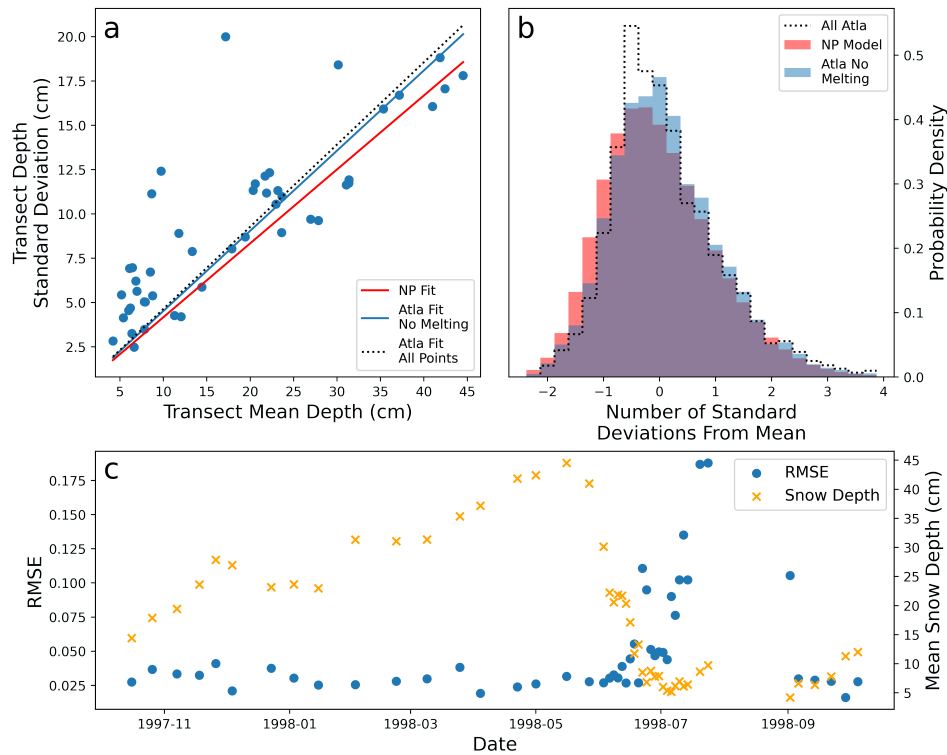 a
Transect Depth
Standard Deviation (cm)
20.0
17.5
15.0
12.5
10.0
7.5
5.0
2.5
NP Fit
Atla Fit
No Melting
Atla Fit
All Points
5
10
15
20
25
30
35
40
45
Transect Mean Depth (cm)
b
All Atla
NP Model
Atla No
Melting
0.5
0.4
0.3
0.2
0.1
0.0
Probability Density
−2
−1
0
1
2
3
4
Number of Standard
Deviations From Mean
c
RMSE
0.175
0.150
0.125
0.100
0.075
0.050
0.025
RMSE
Snow Depth
45
40
35
30
25
20
15
10
5
Mean Snow Depth (cm)
1997-11
1998-01
1998-03
1998-05
1998-07
1998-09
Date